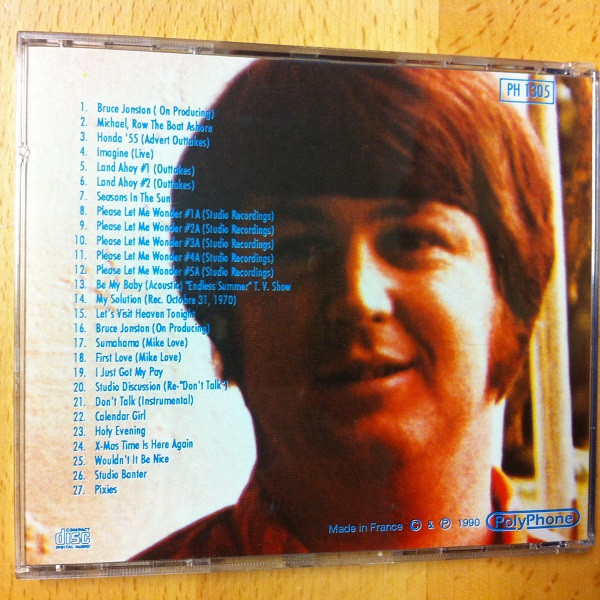 PH 1305
1. Bruce Jonston ( On Producing)
2. Michael, Row The Boat Ashore
3. Honda '55 (Advert Outtakes)
4. Imagine (Live)
5. Land Ahoy #1 (Outtakes)
6. Land Ahoy #2 (Outtakes)
7. Seasons In The Sun
8. Please Let Me Wonder #1A (Studio Recordings)
9. Please Let Me Wonder #2A (Studio Recordings)
10. Please Let Me Wonder #3A (Studio Recordings)
11. Please Let Me Wonder #4A (Studio Recordings)
12. Please Let Me Wonder #5A (Studio Recordings)
13. Be My Baby (Acoustic) "Endless Summer" T. V. Show
14. My Solution (Rec. Octobre 31, 1970)
15. Let's Visit Heaven Tonight
16. Bruce Jonston (On Producing)
17. Sumahama (Mike Love)
18. First Love (Mike Love)
19. I Just Got My Pay
20. Studio Discussion (Re-"Don't Talk")
21. Don't Talk (Instrumental)
22. Calendar Girl
23. Holy Evening
24. X-Mas Time Is Here Again
25. Wouldn't It Be Nice
26. Studio Banter
27. Pixies
COMPACT
disc
DIGITAL AUDIO
Made in France © & ℗ 1990 PolyPhone